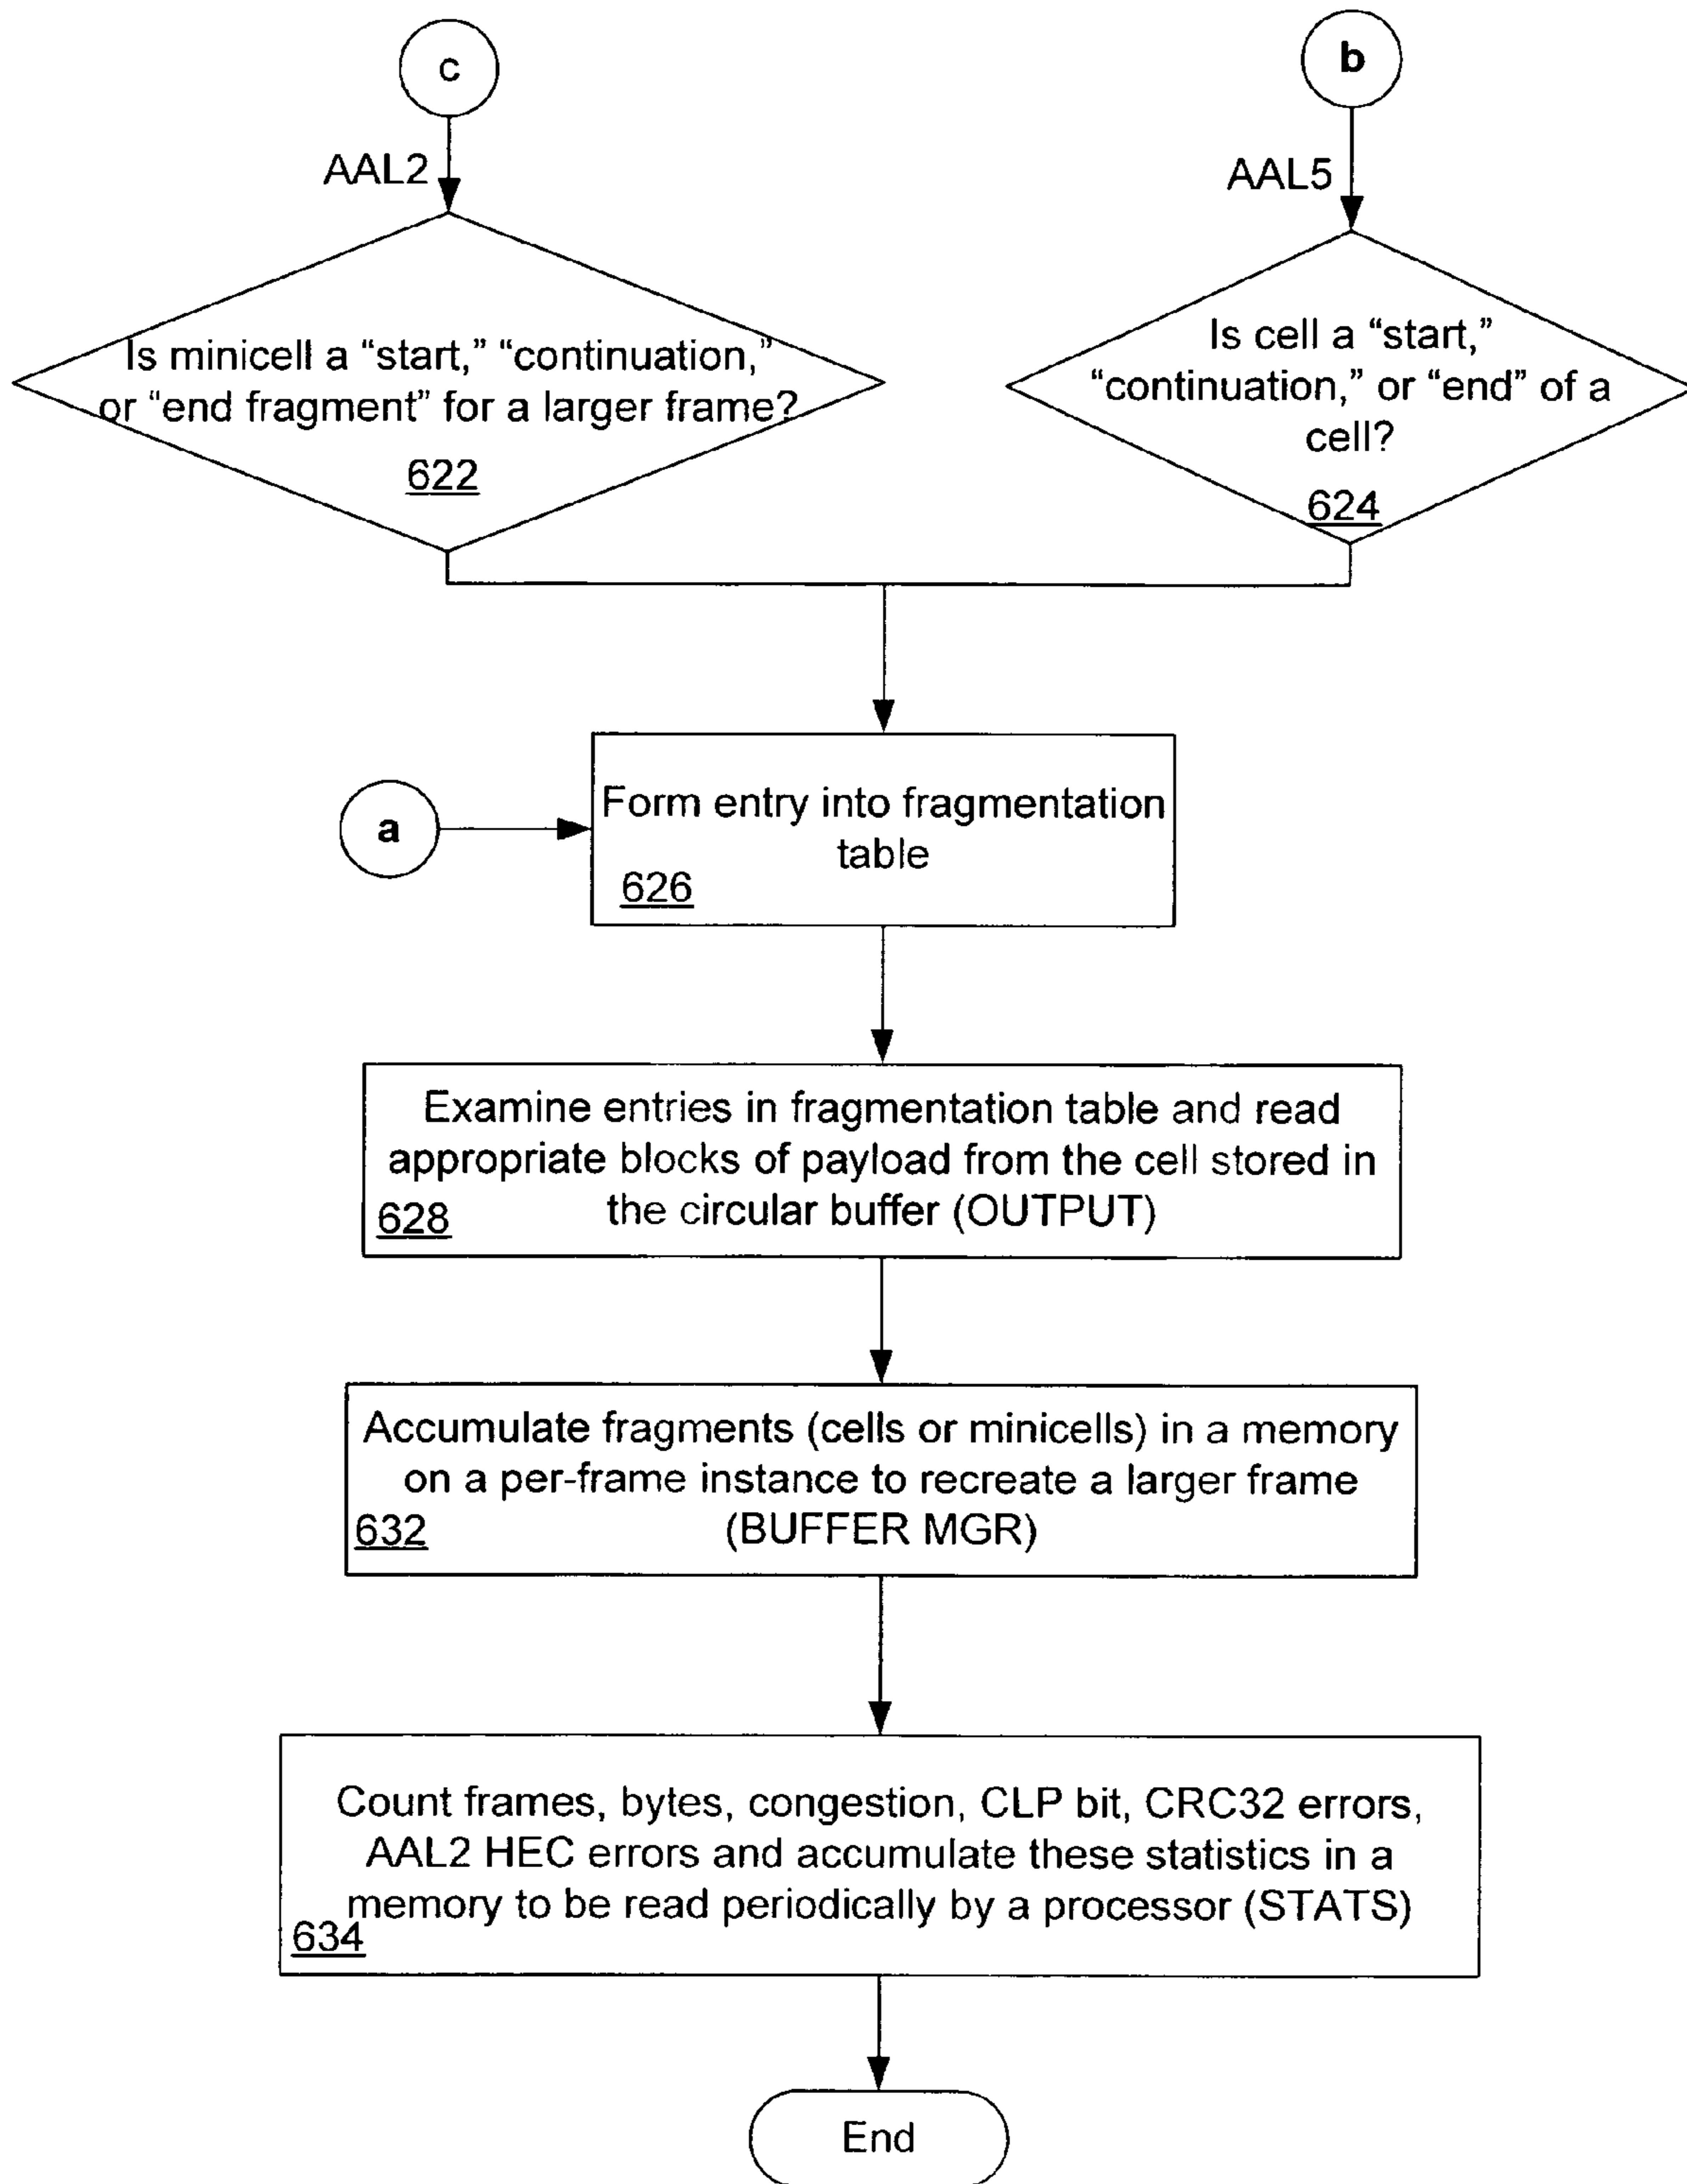 c
b
AAL2
AAL5
Is minicell a “start,” “continuation,”
or “end fragment” for a larger frame?
622
Is cell a “start,”
“continuation,” or “end” of a
cell?
624
a
Form entry into fragmentation
table
626
Examine entries in fragmentation table and read
appropriate blocks of payload from the cell stored in
the circular buffer (OUTPUT)
628
Accumulate fragments (cells or minicells) in a memory
on a per-frame instance to recreate a larger frame
(BUFFER MGR)
632
Count frames, bytes, congestion, CLP bit, CRC32 errors,
AAL2 HEC errors and accumulate these statistics in a
memory to be read periodically by a processor (STATS)
634
End